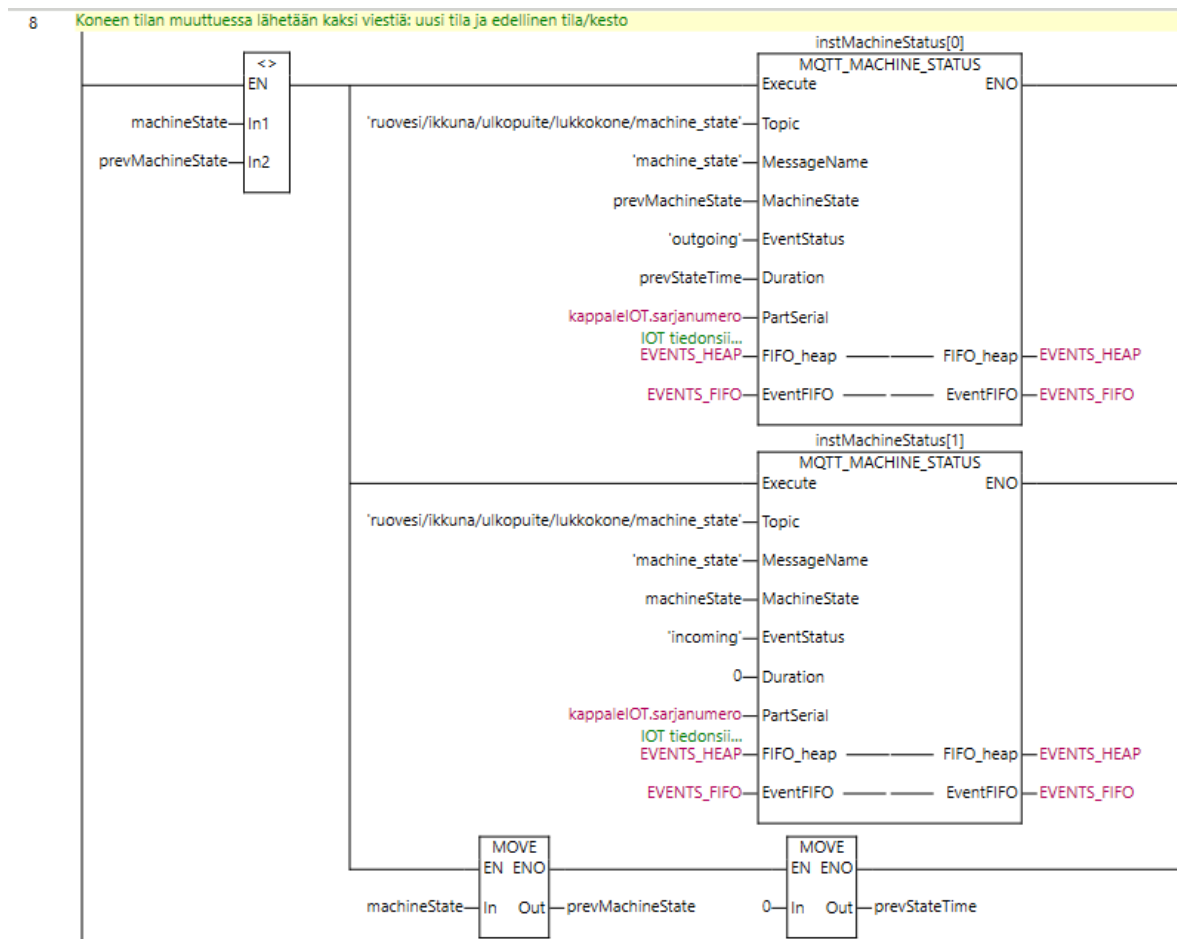 8 Koneen tilan muuttuessa lähetään kaksi viestiä: uusi tila ja edellinen tila/kesto
<>
EN
machineState In1
prevMachineState In2
instMachineStatus[0]
MQTT_MACHINE_STATUS
Execute ENO
'ruovesi/ikkuna/ulkopuite/lukkokone/machine_state' Topic
'machine_state' MessageName
prevMachineState MachineState
'outgoing' EventStatus
prevStateTime Duration
kappaleIOT.sarjanumero PartSerial
IOT tiedonsii...
EVENTS_HEAP FIFO_heap FIFO_heap EVENTS_HEAP
EVENTS_FIFO EventFIFO EventFIFO EVENTS_FIFO
instMachineStatus[1]
MQTT_MACHINE_STATUS
Execute ENO
'ruovesi/ikkuna/ulkopuite/lukkokone/machine_state' Topic
'machine_state' MessageName
machineState MachineState
'incoming' EventStatus
0 Duration
kappaleIOT.sarjanumero PartSerial
IOT tiedonsii...
EVENTS_HEAP FIFO_heap FIFO_heap EVENTS_HEAP
EVENTS_FIFO EventFIFO EventFIFO EVENTS_FIFO
MOVE MOVE
EN ENO EN ENO
machineState In Out prevMachineState 0 In Out prevStateTime